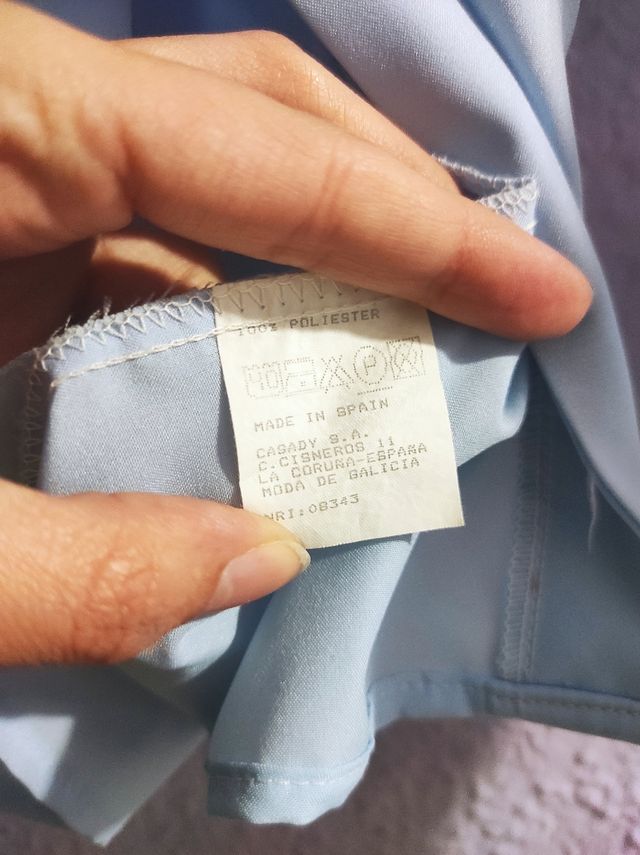 100% POLIESTER
P
MADE IN SPAIN
CASADY S.A.
C.CISNEROS 11
LA CORUÑA-ESPAÑA
MODA DE GALICIA
NRI:08343